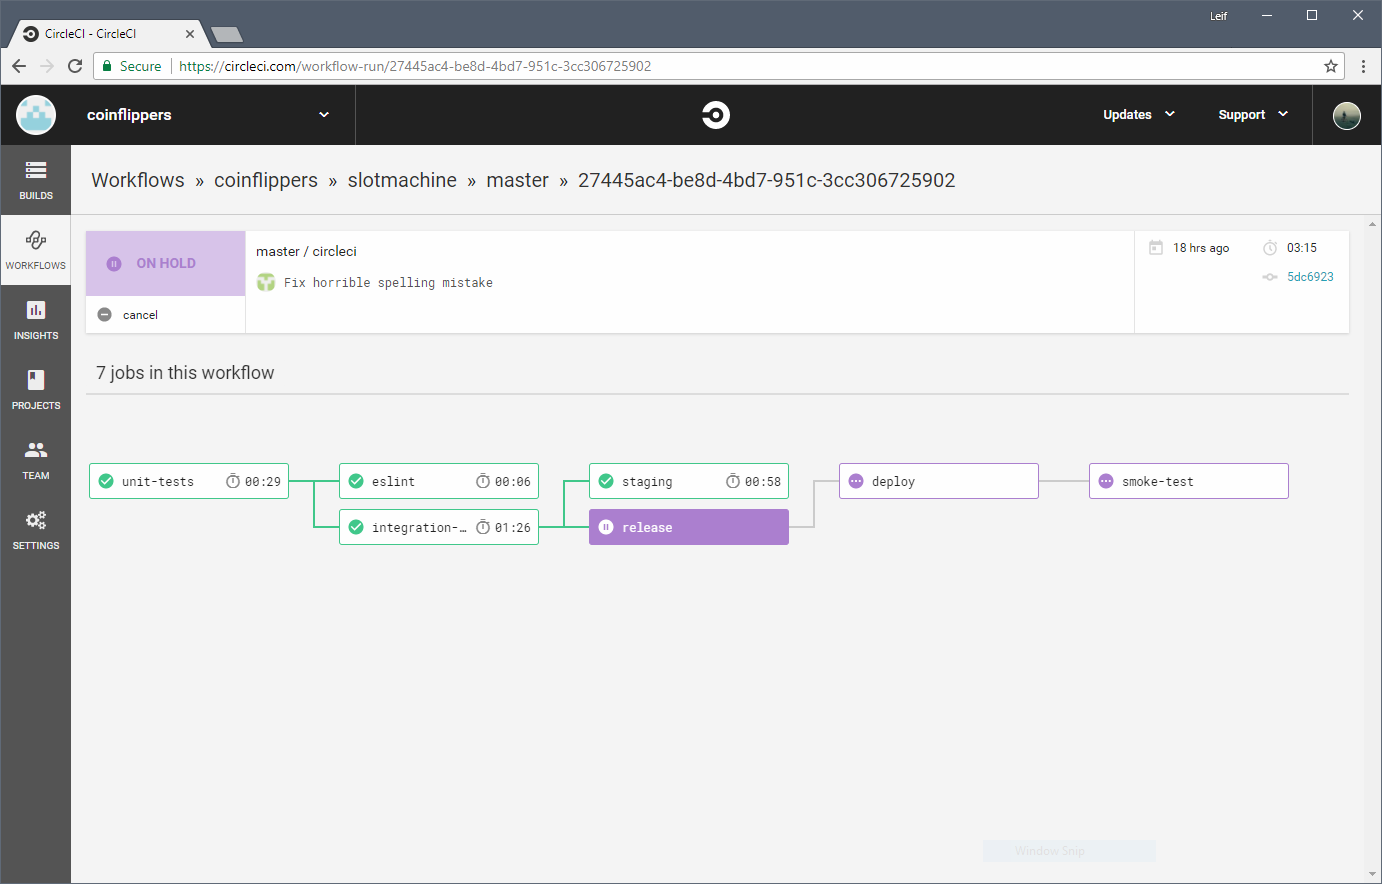 Leif
CircleCI - CircleCI
Secure https://circleci.com/workflow-run/27445ac4-be8d-4bd7-951c-3cc306725902
coinflippers
Updates
Support
BUILDS
WORKFLOWS
INSIGHTS
PROJECTS
TEAM
SETTINGS
Workflows » coinflippers » slotmachine » master » 27445ac4-be8d-4bd7-951c-3cc306725902
ON HOLD
cancel
master / circleci
Fix horrible spelling mistake
18 hrs ago
03:15
5dc6923
7 jobs in this workflow
unit-tests 00:29
eslint 00:06
staging 00:58
deploy
smoke-test
integration-… 01:26
release
Window Snip